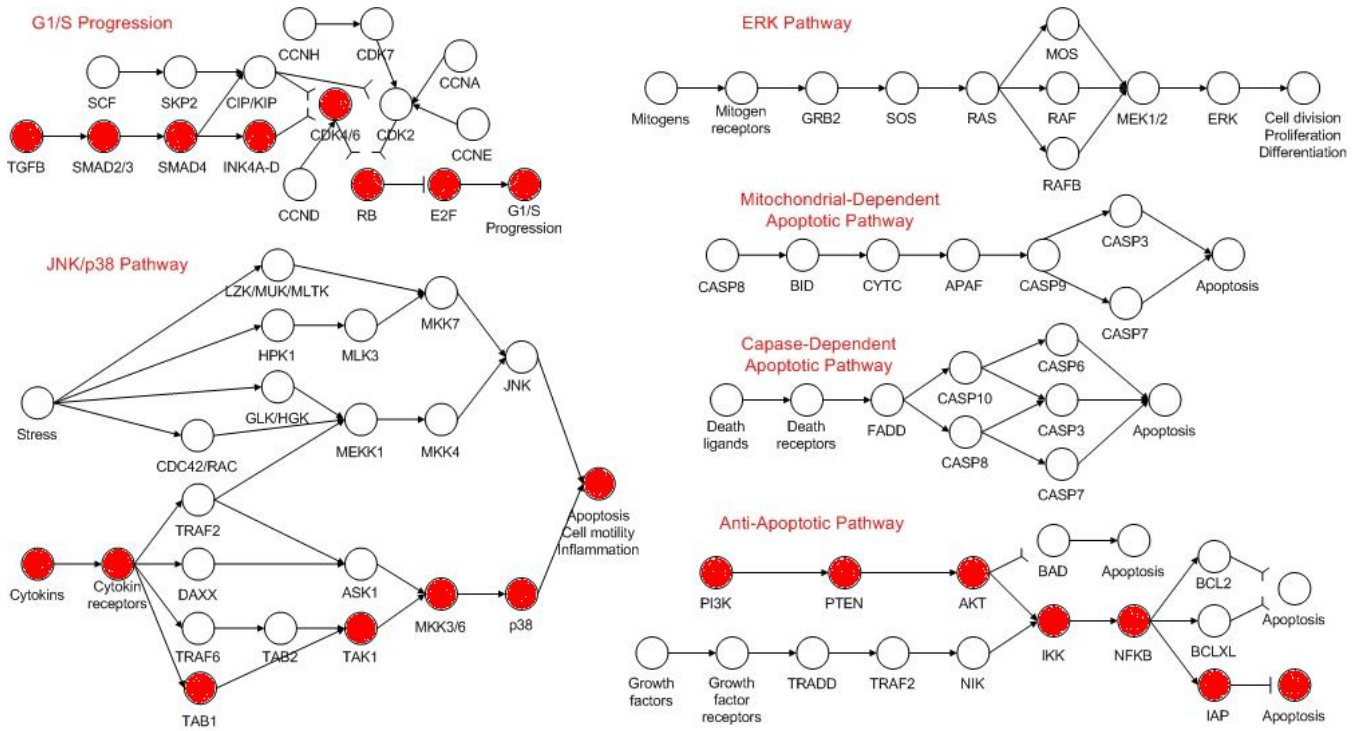 G1/S Progression
CCNH
CDK7
CCNA
SCF
SKP2
CIP/KIP
CDK4/6
CDK2
CCNE
TGFB
SMAD2/3
SMAD4
INK4A-D
CCND
RB
E2F
G1/S
Progression
JNK/p38 Pathway
LZK/MUK/MLTK
MKK7
HPK1
MLK3
JNK
GLK/HGK
Stress
CDC42/RAC
MEKK1
MKK4
TRAF2
Apoptosis
Cell motility
Inflammation
Cytokins
Cytokin
receptors
DAXX
ASK1
MKK3/6
p38
TRAF6
TAB2
TAK1
TAB1
ERK Pathway
MOS
Mitogens
Mitogen
receptors
GRB2
SOS
RAS
RAF
MEK1/2
ERK
Cell division
Proliferation
Differentiation
RAFB
Mitochondrial-Dependent
Apoptotic Pathway
CASP3
CASP8
BID
CYTC
APAF
CASP9
Apoptosis
CASP7
Capase-Dependent
Apoptotic Pathway
CASP6
CASP10
Death
ligands
Death
receptors
FADD
CASP3
Apoptosis
CASP8
CASP7
Anti-Apoptotic Pathway
BAD
Apoptosis
BCL2
PI3K
PTEN
AKT
Apoptosis
IKK
NFKB
BCLXL
Growth
factors
Growth
factor
receptors
TRADD
TRAF2
NIK
IAP
Apoptosis